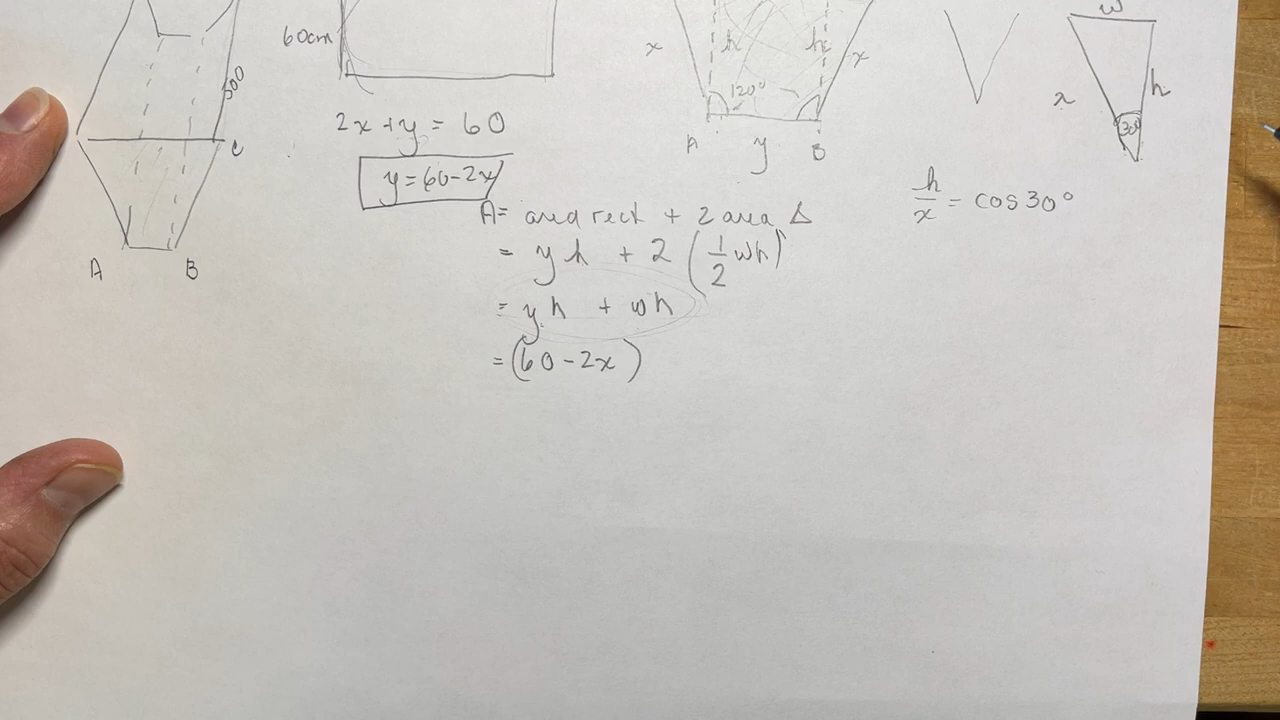 60cm
500
C
A B
2x + y = 60
y = 60 - 2x
x h h x
120°
A y B
A = area rect + 2 area Δ
= yh + 2 (1/2 wh)
= yh + wh
= (60 - 2x)
w
x h
30°
h/x = cos 30°